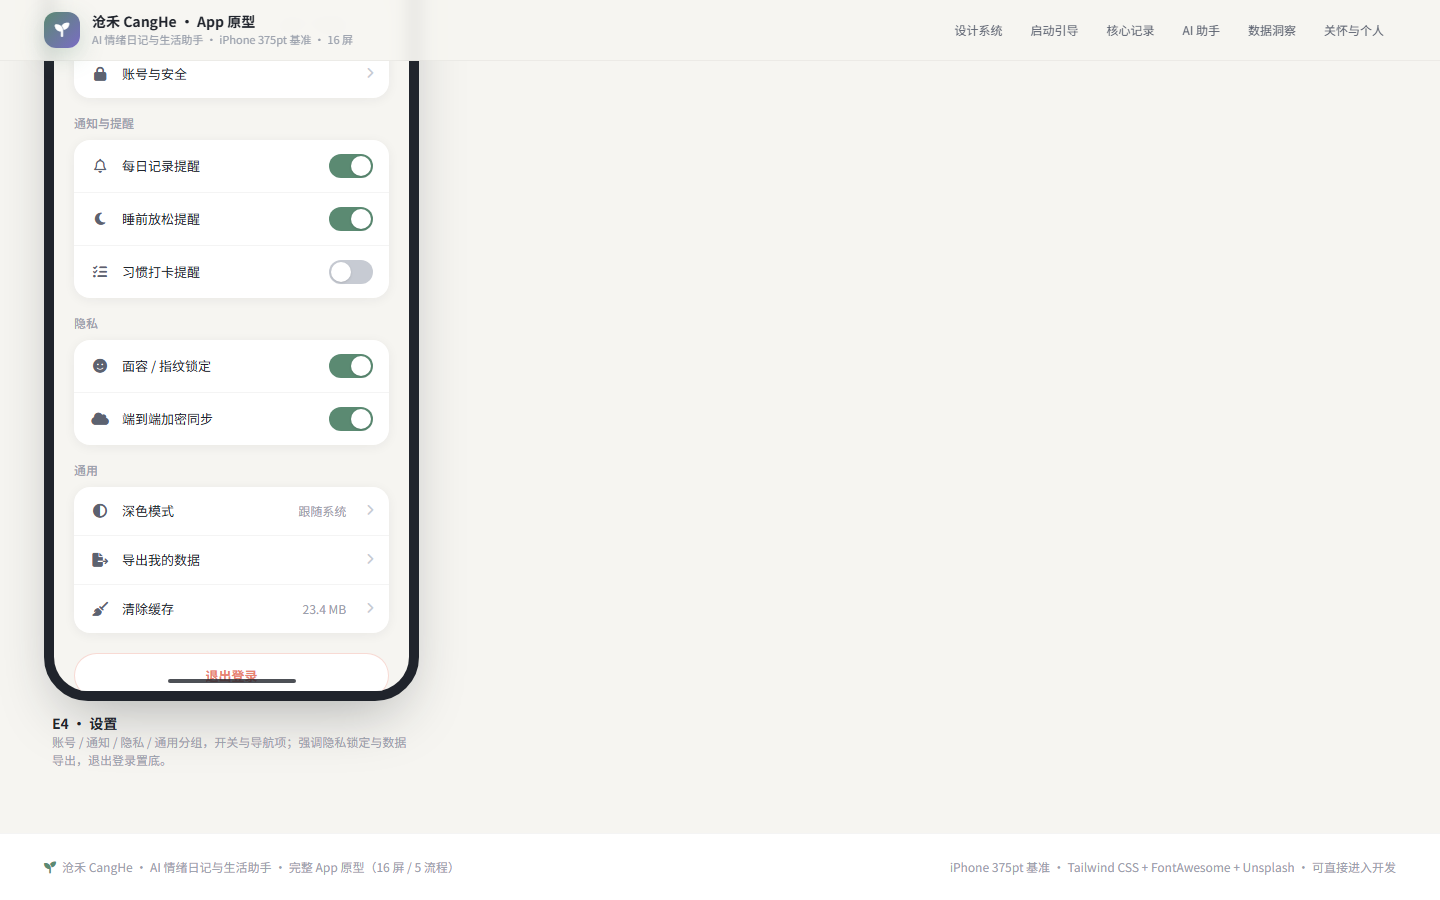 沧禾 CangHe · App 原型
AI 情绪日记与生活助手 · iPhone 375pt 基准 · 16 屏
设计系统
启动引导
核心记录
AI 助手
数据洞察
关怀与个人
账号与安全
通知与提醒
每日记录提醒
睡前放松提醒
习惯打卡提醒
隐私
面容 / 指纹锁定
端到端加密同步
通用
深色模式 跟随系统
导出我的数据
清除缓存 23.4 MB
退出登录
E4 · 设置
账号 / 通知 / 隐私 / 通用分组，开关与导航项；强调隐私锁定与数据
导出，退出登录置底。
沧禾 CangHe · AI 情绪日记与生活助手 · 完整 App 原型（16 屏 / 5 流程）
iPhone 375pt 基准 · Tailwind CSS + FontAwesome + Unsplash · 可直接进入开发